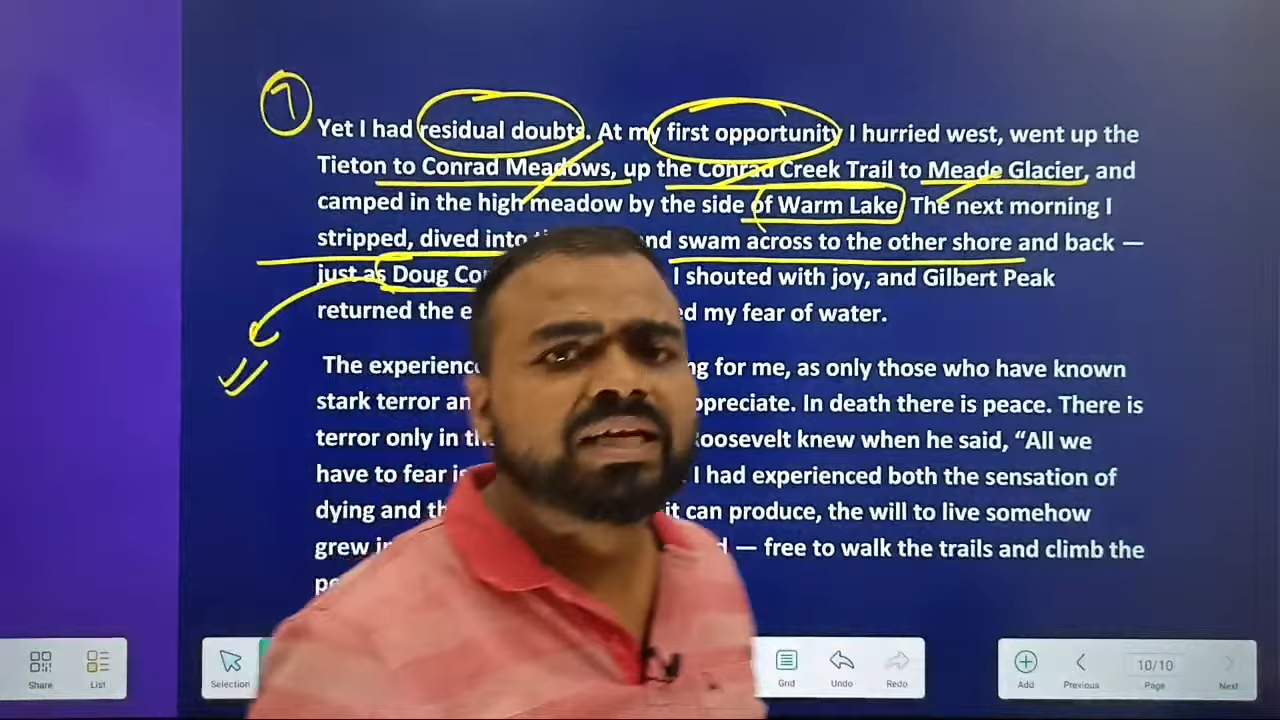 7
Yet I had residual doubts. At my first opportunity I hurried west, went up the
Tieton to Conrad Meadows, up the Conrad Creek Trail to Meade Glacier, and
camped in the high meadow by the side of Warm Lake. The next morning I
stripped, dived into nd swam across to the other shore and back —
just as Doug Co I shouted with joy, and Gilbert Peak
returned the e d my fear of water.
The experienc ng for me, as only those who have known
stark terror an ppreciate. In death there is peace. There is
terror only in th Roosevelt knew when he said, “All we
have to fear is I had experienced both the sensation of
dying and th it can produce, the will to live somehow
grew in d — free to walk the trails and climb the
pe
Share
List
Selection
Grid
Undo
Redo
Add
Previous
10/10
Page
Next